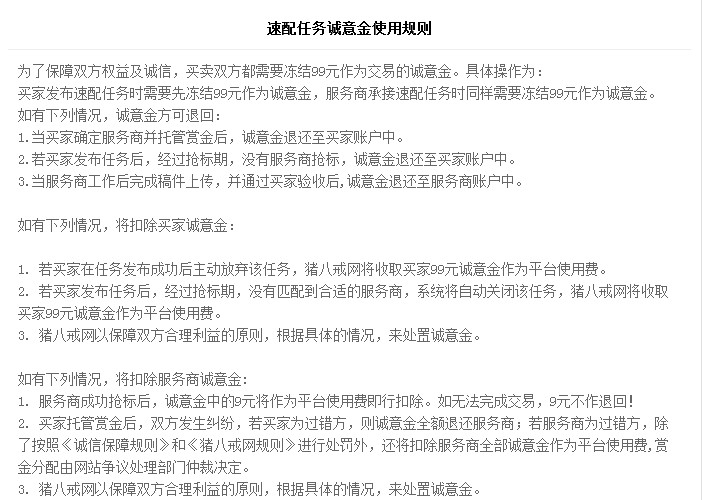 速配任务诚意金使用规则
为了保障双方权益及诚信，买卖双方都需要冻结99元作为交易的诚意金。具体操作为：
买家发布速配任务时需要先冻结99元作为诚意金，服务商承接速配任务时同样需要冻结99元作为诚意金。
如有下列情况，诚意金方可退回：
1.当买家确定服务商并托管赏金后，诚意金退还至买家账户中。
2.若买家发布任务后，经过抢标期，没有服务商抢标，诚意金退还至买家账户中。
3.当服务商工作后完成稿件上传，并通过买家验收后,诚意金退还至服务商账户中。
如有下列情况，将扣除买家诚意金：
1. 若买家在任务发布成功后主动放弃该任务，猪八戒网将收取买家99元诚意金作为平台使用费。
2. 若买家发布任务后，经过抢标期，没有匹配到合适的服务商，系统将自动关闭该任务，猪八戒网将收取
买家99元诚意金作为平台使用费。
3. 猪八戒网以保障双方合理利益的原则，根据具体的情况，来处置诚意金。
如有下列情况，将扣除服务商诚意金:
1. 服务商成功抢标后，诚意金中的9元将作为平台使用费即行扣除。如无法完成交易，9元不作退回!
2. 买家托管赏金后，双方发生纠纷，若买家为过错方，则诚意金全额退还服务商；若服务商为过错方，除
了按照《诚信保障规则》和《猪八戒网规则》进行处罚外，还将扣除服务商全部诚意金作为平台使用费,赏
金分配由网站争议处理部门仲裁决定。
3. 猪八戒网以保障双方合理利益的原则，根据具体的情况，来处置诚意金。